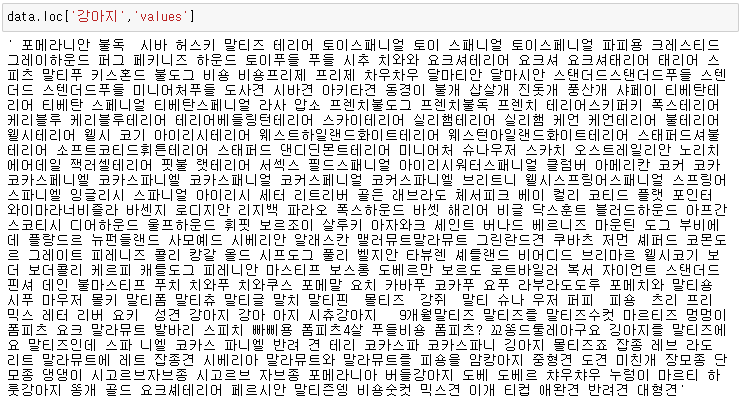 data.loc['강아지','values']
' 포메라니안 불독  시바 허스키 말티즈 테리어 토이스패니얼 토이 스패니얼 토이스페니얼 파피용 크레스티드
그레이하운드 퍼그 페키니즈 하운드 토이푸들 푸들 시추 치와와 요크셔테리어 요크셔 요크셔태리어 태리어 스
피츠 말티푸 키스혼드 불도그 비숑 비숑프리제 프리제 차우차우 달마티안 달마시안 스탠더드스탠더드푸들 스텐
더드 스텐더드푸들 미니어처푸들 도사견 시바견 아키타견 동경이 불개 삽살개 진돗개 풍산개 샤페이 티베탄테
리어 티베탄 스페니얼 티베탄스페니얼 라사 압소 프렌치불도그 프렌치불독 프렌치 테리어스키퍼키 폭스테리어
케리블루 케리블루테리어 테리어베들링턴테리어 스카이테리어 실리햄테리어 실리햄 케언 케언테리어 불테리어
웰시테리어 웰시 코기 아이리시테리어 웨스트하일랜드화이트테리어 웨스턴아일랜드화이트테리어 스태퍼드셔불
테리어 소프트코티드휘튼테리어 스태퍼드 댄디딘몬트테리어 미니어처 슈나우저 스카치 오스트레일리안 노리치
에어데일 잭러셀테리어 핏불 랫테리어 서섹스 필드스패니얼 아이리시워터스패니얼 클럼버 아메리칸 코커 코카
코카스페니엘 코카스파니엘 코카스패니얼 코커스페니얼 코커스파니엘 브리트니 웰시스프링어스패니얼 스프링어
스파니엘 잉글리시 스파니얼 아이리시 세터 리트리버 골든 래브라도 체서피크 베이 컬리 코티드 플랫 포인터
와이마라너비즐라 바센지 로디지안 리지백 파라오 폭스하운드 바셋 해리어 비글 닥스훈트 블러드하운드 아프간
스코티시 디어하운드 울프하운드 휘핏 보르조이 살루키 아자와크 세인트 버나드 베르니즈 마운틴 도그 부비에
데 플랑드르 뉴펀들랜드 사모예드 시베리안 알래스칸 맬러뮤트말라뮤트 그린란드견 쿠바츠 저먼 셰퍼드 코몬도
르 그레이트 피레니즈 콜리 캉갈 올드 시프도그 풀리 벨지안 타뷰렌 셰틀랜드 비어디드 브리마르 웰시코기 보
더 보더콜리 케르피 캐틀도그 피레니안 마스티프 보스롱 도베르만 보르도 로트바일러 복서 자이언트 스탠더드
핀셔 데인 불마스티프 푸치 치와푸 치와쿠스 포메말 요치 카바푸 코카푸 요푸 라부라도도루 포메치와 말티숑
시푸 마우저 몰키 말티폼 말티츄 말티글 말치 말티핀  몰티즈  강쥐  말티 슈나 우저 퍼피  피숑  츠리 프리
믹스 레터 리버 요키  성견 강아지 강아 아지 시츄강아지   9개월말티즈 말티즈를 말티즈수컷 마르티즈 멍멍이
폼피츠 요크 말라뮤트 발바리 스피치 빠삐용 폼피츠4살 푸들비숑 폼피츠? 꼬똥드툴레아구요 깅아지를 말티즈에
요 말티즈인데 스파 니엘 코카스 파니엘 반려 견 테리 코카스파 코카스파니 깅아지 몰티즈죠 잡종 레브 라도
리트 말라뮤트에 레트 잡종견 시베리아 말라뮤트와 말라뮤트를 피숑을 암캉아지 중형견 도견 미친개 장모종 단
모종 댕댕이 시고르브자브종 시고르브 자브종 포메라니아 버들강아지 도베 도베르 챠우챠우 누렁이 마르티 하
룻강아지 똥개 골드 요크셰테리어 페르시안 말티즌뎅 비숑숫컷 믹스견 이개 티컵 애완견 반려견 대형견'